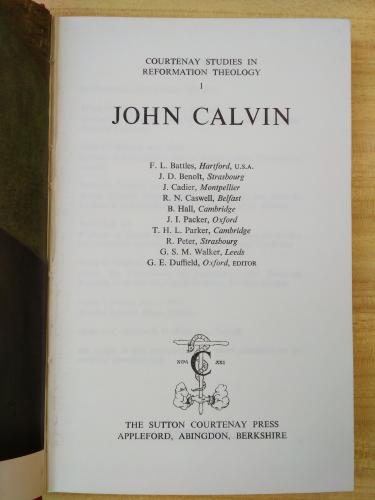 COURTENAY STUDIES IN
REFORMATION THEOLOGY
1
JOHN CALVIN
F. L. Battles, Hartford, U.S.A.
J. D. Benoît, Strasbourg
J. Cadier, Montpellier
R. N. Caswell, Belfast
B. Hall, Cambridge
J. I. Packer, Oxford
T. H. L. Parker, Cambridge
R. Peter, Strasbourg
G. S. M. Walker, Leeds
G. E. Duffield, Oxford, EDITOR
C
THE SUTTON COURTENAY PRESS
APPLEFORD, ABINGDON, BERKSHIRE